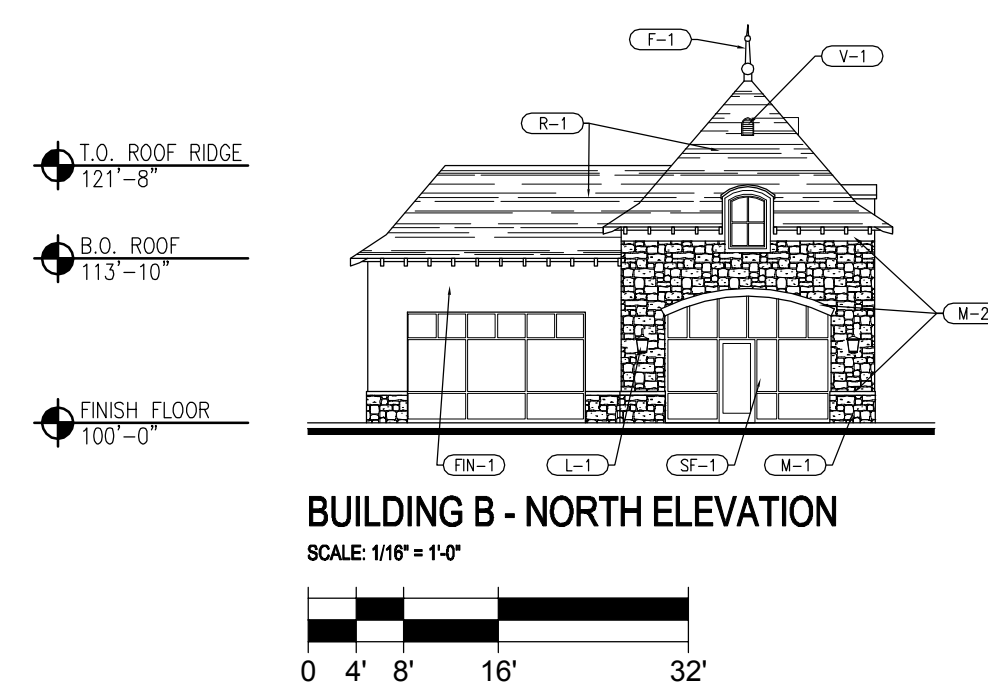 F-1
V-1
R-1
T.O. ROOF RIDGE
121'-8"
B.O. ROOF
113'-10"
M-2
FINISH FLOOR
100'-0"
FIN-1
L-1
SF-1
M-1
BUILDING B - NORTH ELEVATION
SCALE: 1/16" = 1'-0"
0 4' 8' 16' 32'